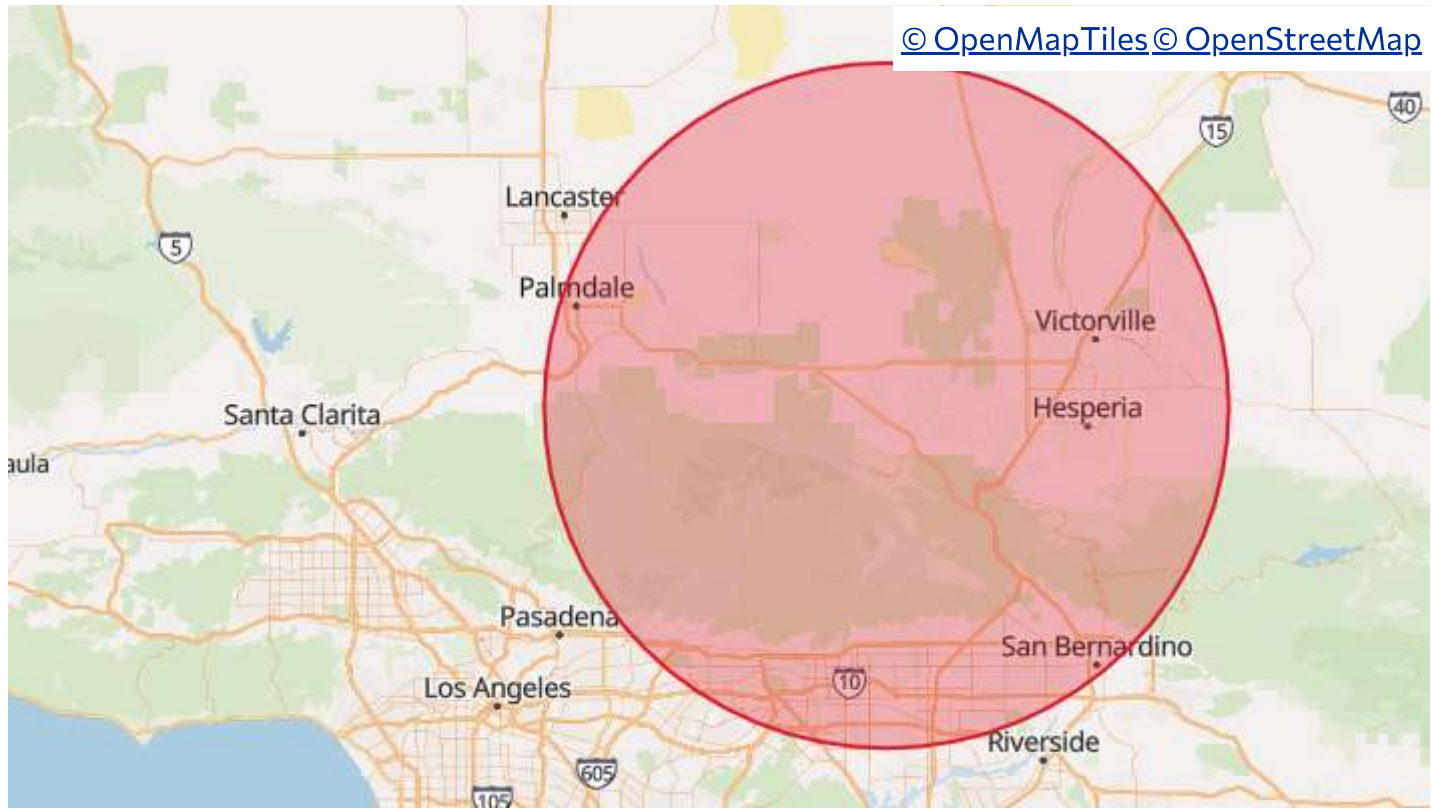 © OpenMapTiles © OpenStreetMap
40
15
Lancaster
5
Palmdale
Victorville
Santa Clarita
Hesperia
aula
Pasadena
San Bernardino
10
Los Angeles
Riverside
605
105